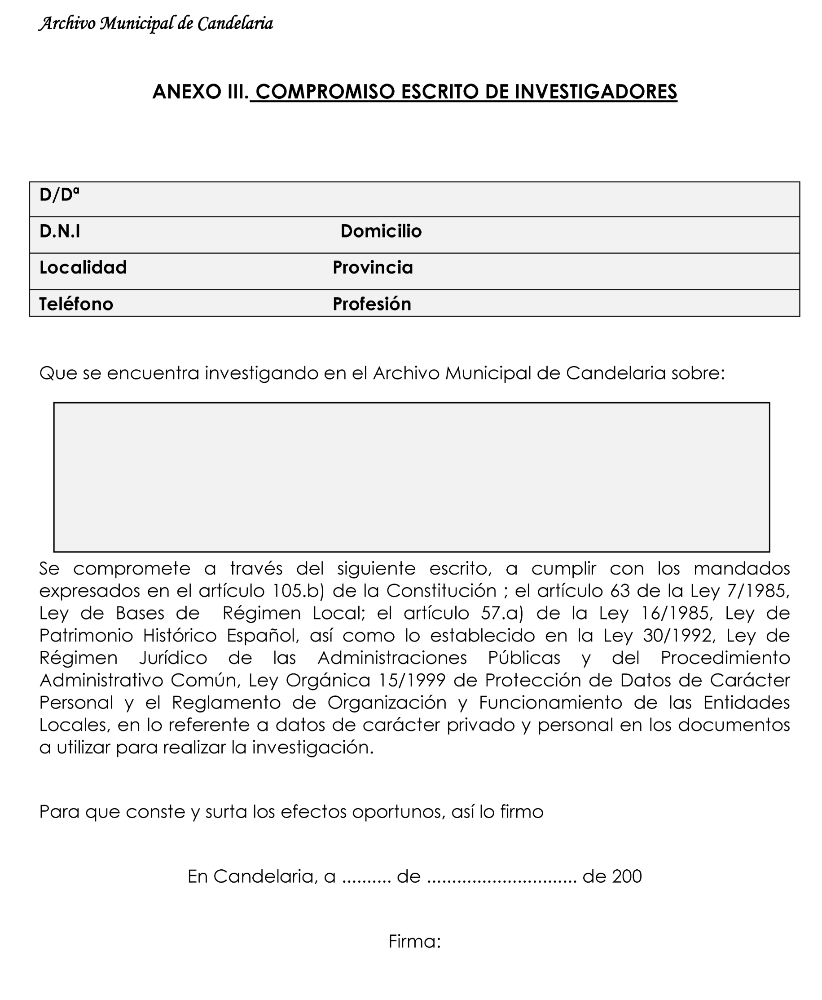 Archivo Municipal de Candelaria
ANEXO III. COMPROMISO ESCRITO DE INVESTIGADORES
D/Dª
D.N.I Domicilio
Localidad Provincia
Teléfono Profesión
Que se encuentra investigando en el Archivo Municipal de Candelaria sobre:
Se compromete a través del siguiente escrito, a cumplir con los mandados
expresados en el artículo 105.b) de la Constitución ; el artículo 63 de la Ley 7/1985,
Ley de Bases de Régimen Local; el artículo 57.a) de la Ley 16/1985, Ley de
Patrimonio Histórico Español, así como lo establecido en la Ley 30/1992, Ley de
Régimen Jurídico de las Administraciones Públicas y del Procedimiento
Administrativo Común, Ley Orgánica 15/1999 de Protección de Datos de Carácter
Personal y el Reglamento de Organización y Funcionamiento de las Entidades
Locales, en lo referente a datos de carácter privado y personal en los documentos
a utilizar para realizar la investigación.
Para que conste y surta los efectos oportunos, así lo firmo
En Candelaria, a .......... de .............................. de 200
Firma: